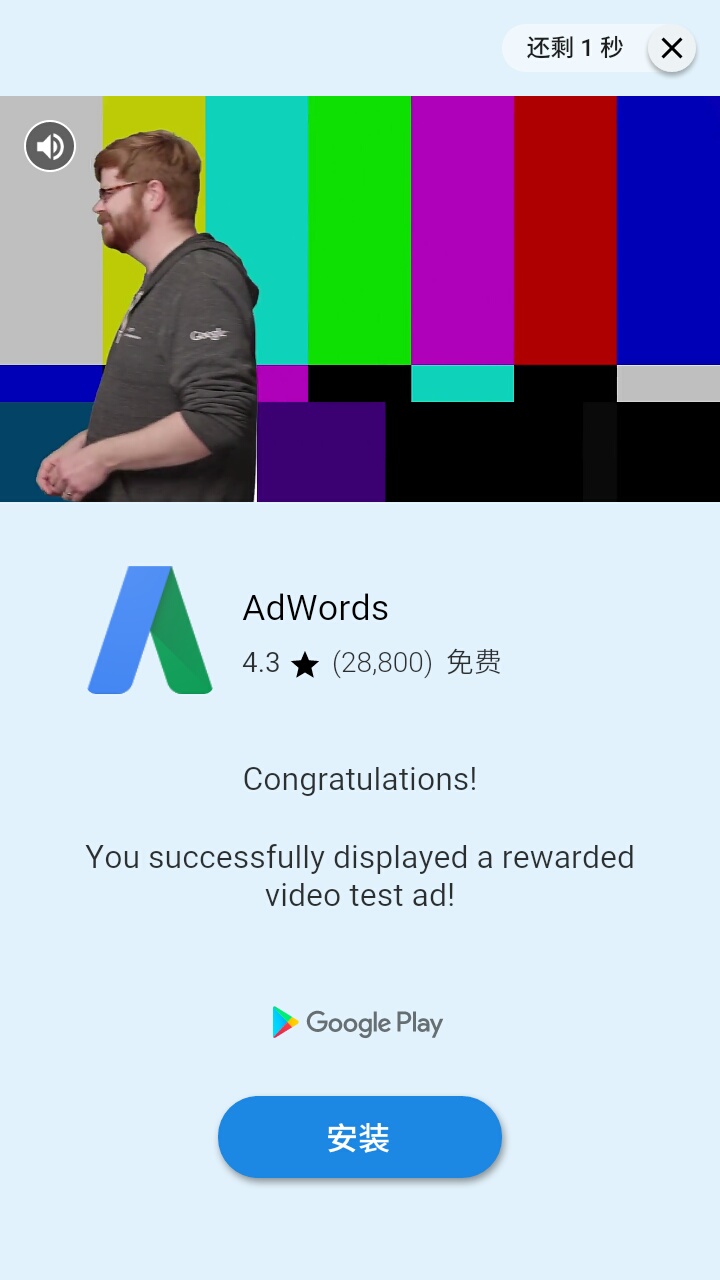 还剩 1 秒
Google
AdWords
4.3 ★ (28,800) 免费
Congratulations!
You successfully displayed a rewarded
video test ad!
Google Play
安装